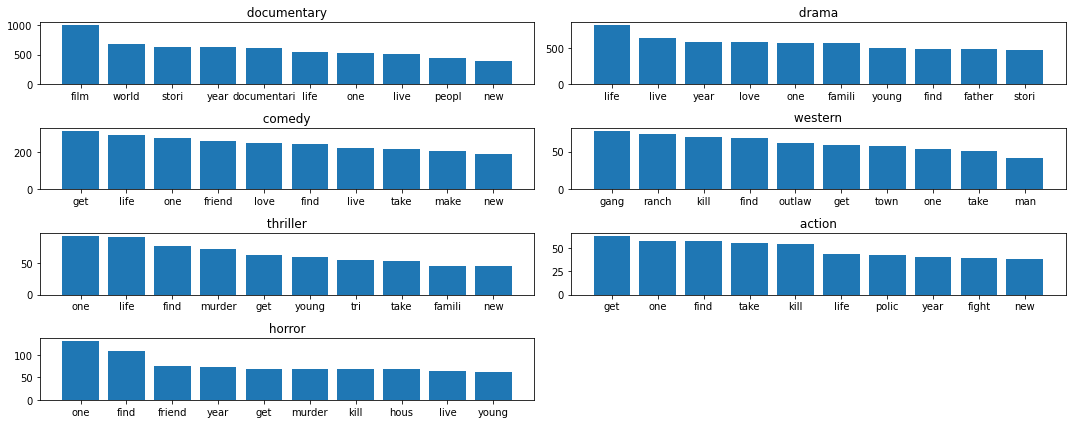 documentary
1000
500
0
film world stori year documentari life one live peopl new
drama
500
0
life live year love one famili young find father stori
comedy
200
0
get life one friend love find live take make new
western
50
0
gang ranch kill find outlaw get town one take man
thriller
50
0
one life find murder get young tri take famili new
action
50
25
0
get one find take kill life polic year fight new
horror
100
50
0
one find friend year get murder kill hous live young